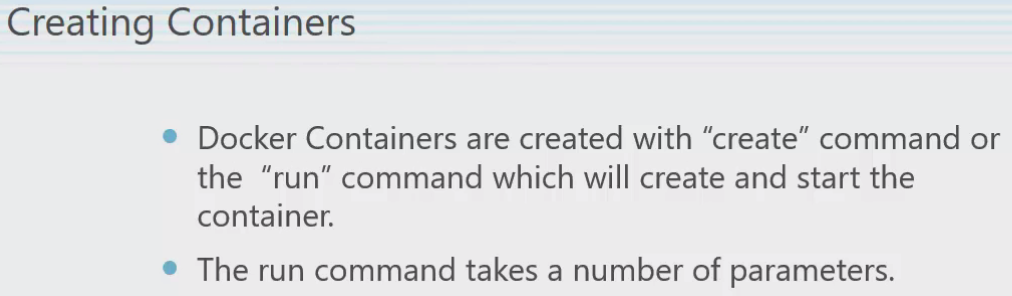 Creating Containers
Docker Containers are created with “create” command or
the “run” command which will create and start the
container.
The run command takes a number of parameters.